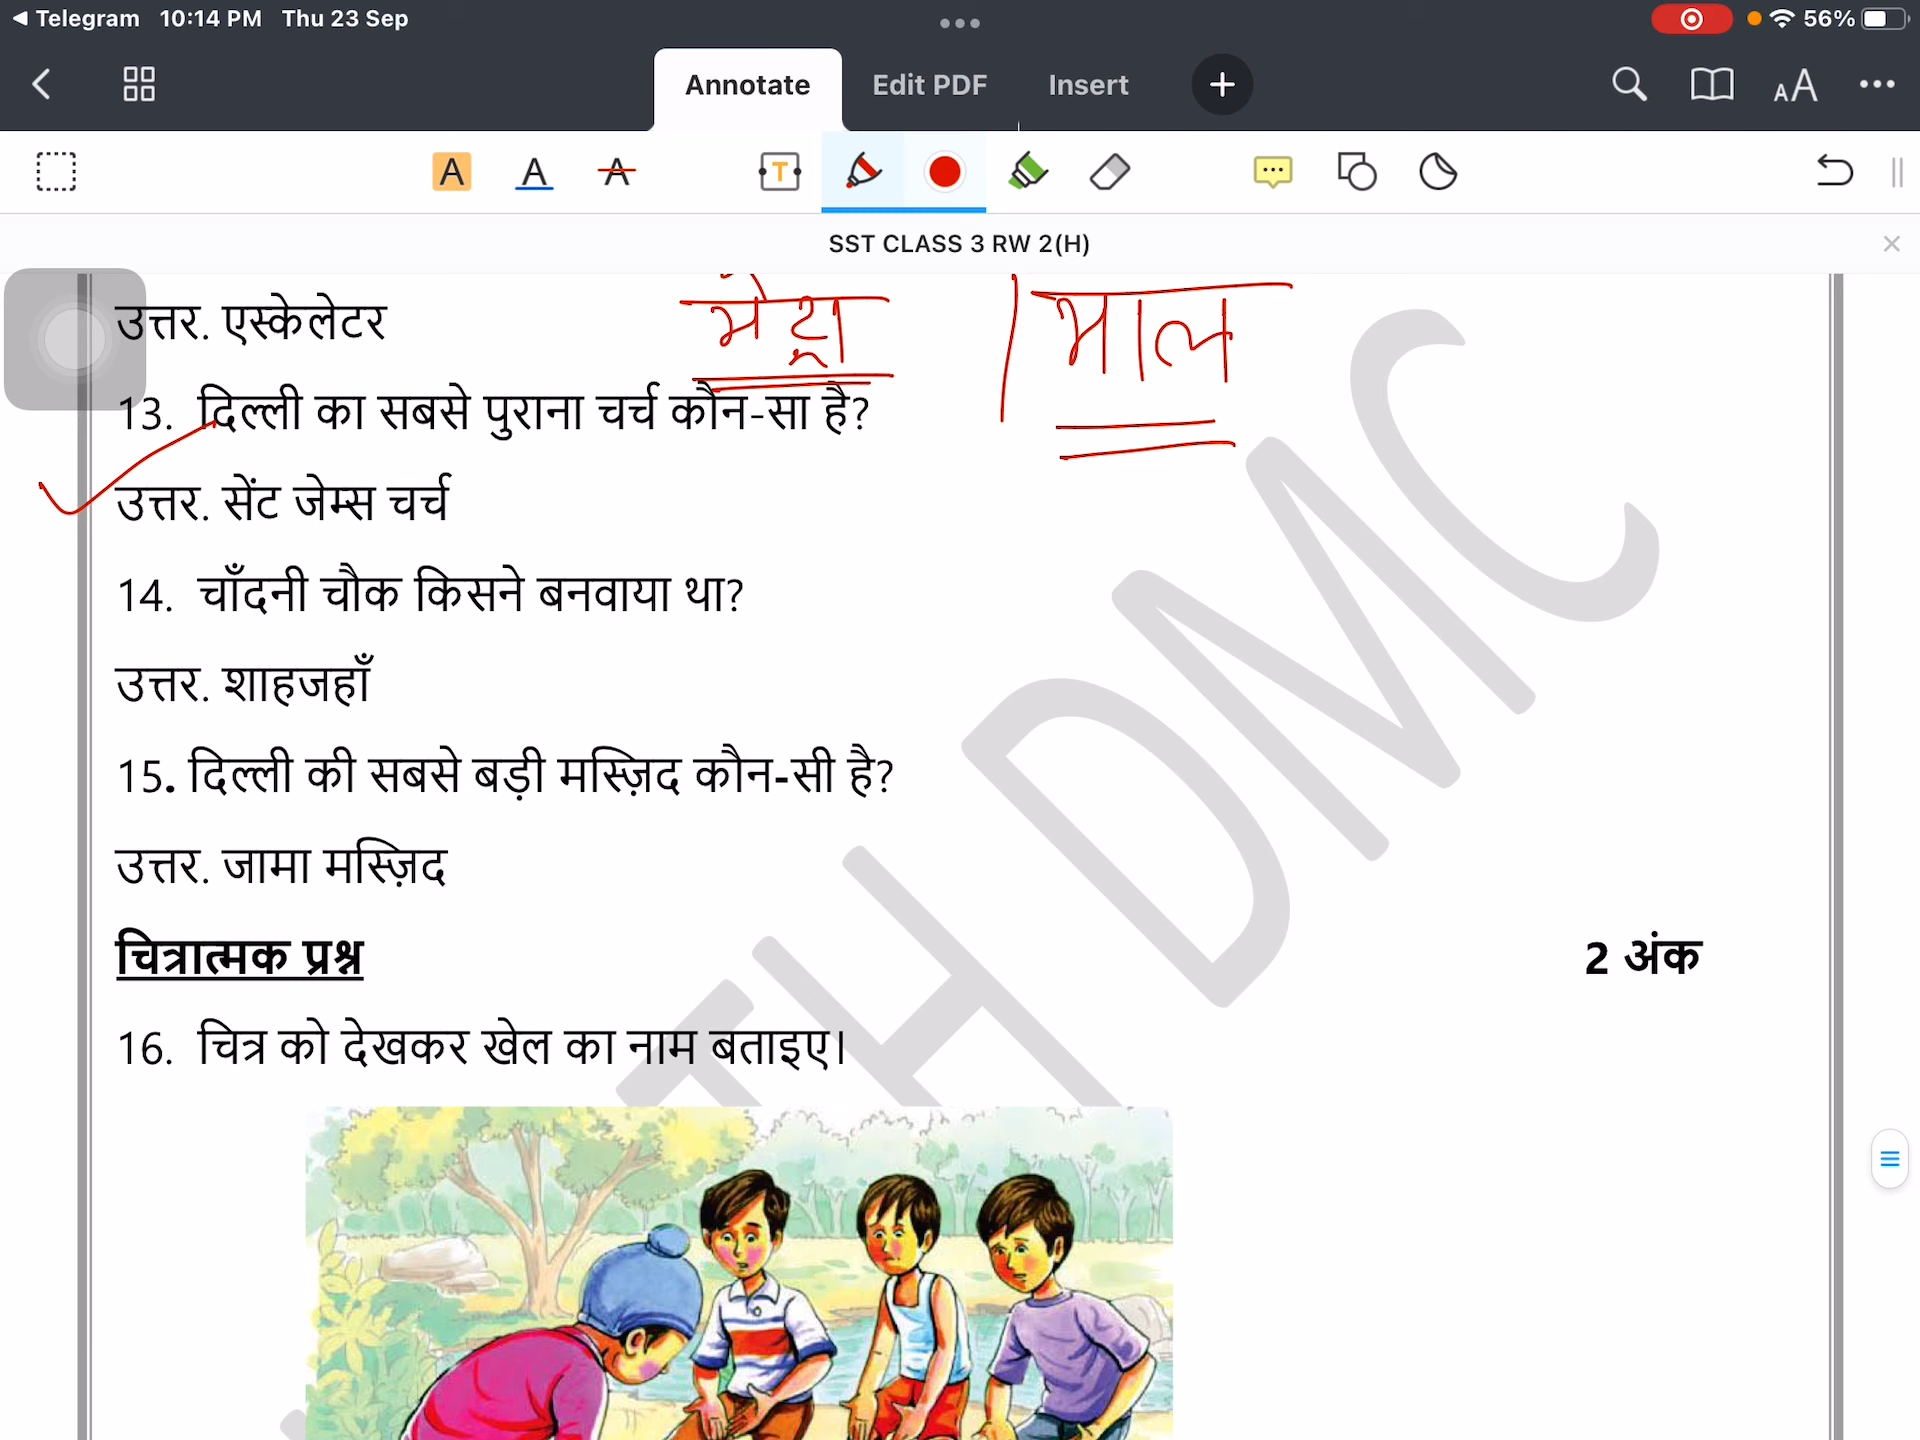 Telegram 10:14 PM Thu 23 Sep 56%
Annotate Edit PDF Insert
SST CLASS 3 RW 2(H)
उत्तर. एस्केलेटर
मेट्रो माल
13. दिल्ली का सबसे पुराना चर्च कौन-सा है?
उत्तर. सेंट जेम्स चर्च
14. चाँदनी चौक किसने बनवाया था?
उत्तर. शाहजहाँ
15. दिल्ली की सबसे बड़ी मस्ज़िद कौन-सी है?
उत्तर. जामा मस्ज़िद
चित्रात्मक प्रश्न 2 अंक
16. चित्र को देखकर खेल का नाम बताइए।
TH DMC